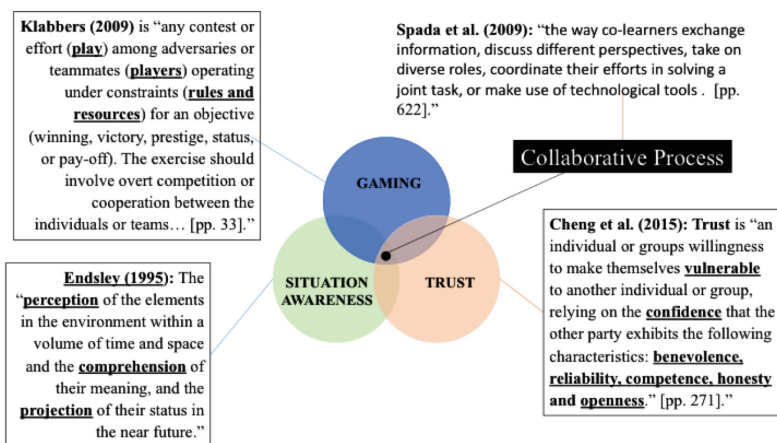 Klabbers (2009) is “any contest or
effort (play) among adversaries or
teammates (players) operating
under constraints (rules and
resources) for an objective
(winning, victory, prestige, status,
or pay-off). The exercise should
involve overt competition or
cooperation between the
individuals or teams… [pp. 33].”
Spada et al. (2009): “the way co-learners exchange
information, discuss different perspectives, take on
diverse roles, coordinate their efforts in solving a
joint task, or make use of technological tools . [pp.
622].”
Collaborative Process
GAMING
SITUATION
AWARENESS
TRUST
Endsley (1995): The
“perception of the elements
in the environment within a
volume of time and space
and the comprehension of
their meaning, and the
projection of their status in
the near future.”
Cheng et al. (2015): Trust is “an
individual or groups willingness
to make themselves vulnerable
to another individual or group,
relying on the confidence that the
other party exhibits the following
characteristics: benevolence,
reliability, competence, honesty
and openness.” [pp. 271].”